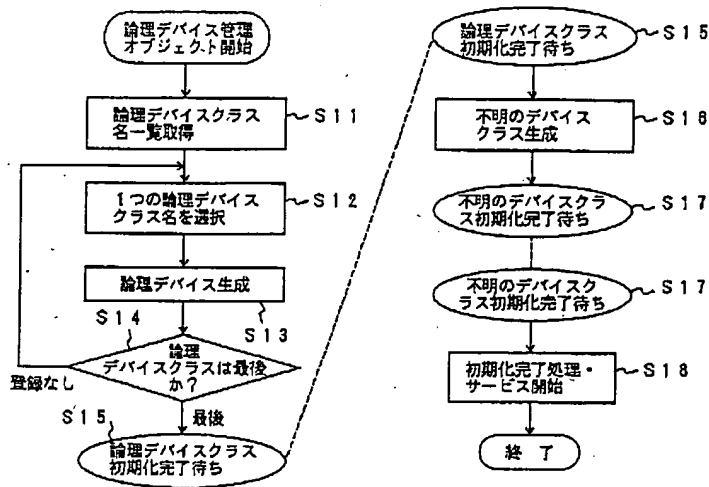 論理デバイス管理
オブジェクト開始
論理デバイスクラス
名一覧取得
S11
1つの論理デバイス
クラス名を選択
S12
論理デバイス生成
S13
S14
論理
デバイスクラスは最後
か?
登録なし
最後
S15
論理デバイスクラス
初期化完了待ち
論理デバイスクラス
初期化完了待ち
S15
不明のデバイス
クラス生成
S16
不明のデバイスクラ
ス初期化完了待ち
S17
不明のデバイスク
ラス初期化完了待ち
S17
初期化完了処理・
サービス開始
S18
終 了